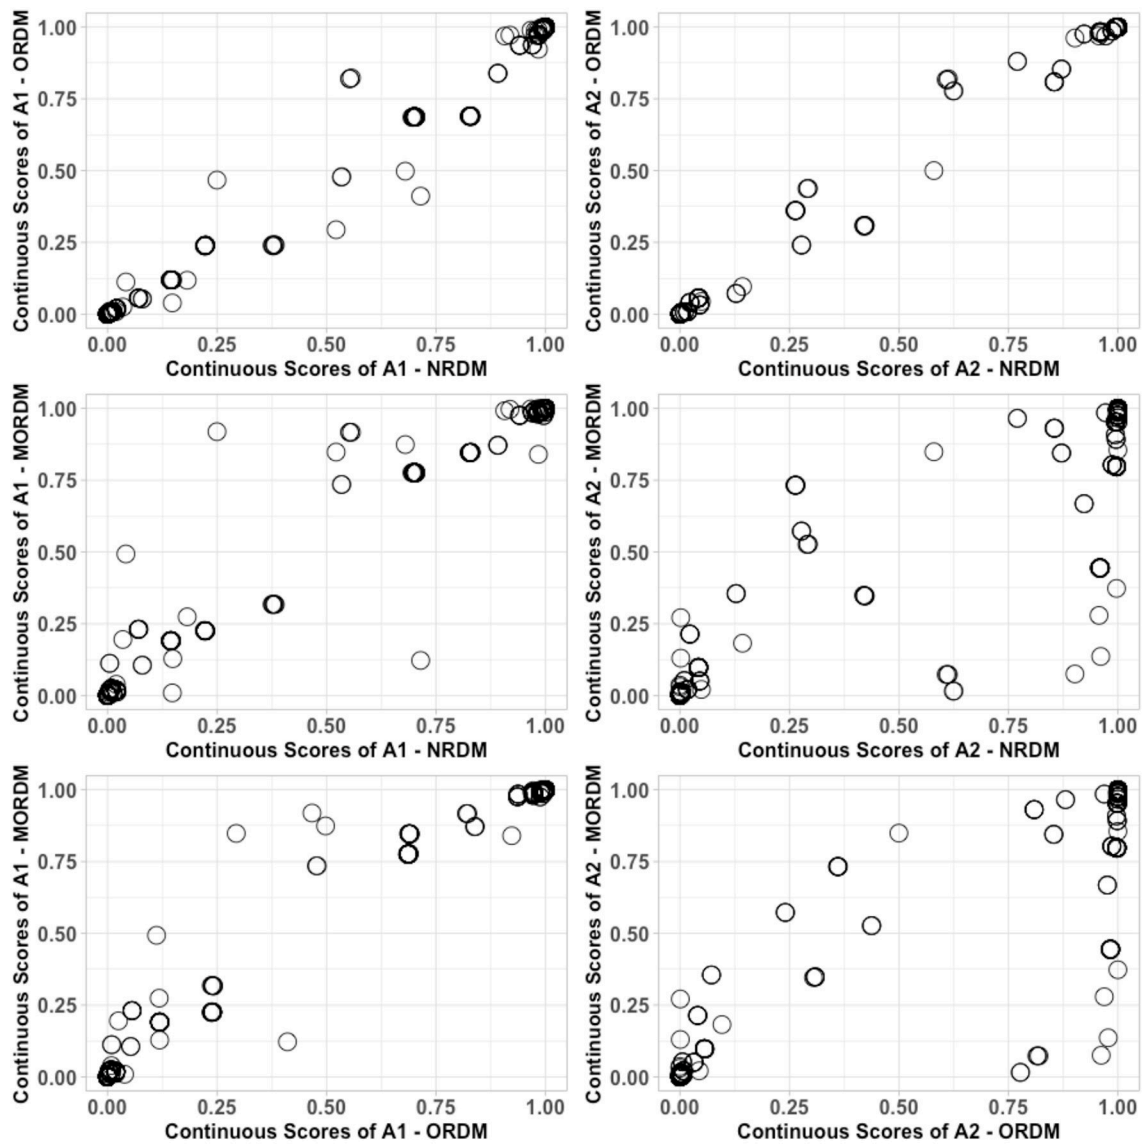 Continuous Scores of A1 - ORDM
1.00
0.75
0.50
0.25
0.00
0.00 0.25 0.50 0.75 1.00
Continuous Scores of A1 - NRDM
Continuous Scores of A2 - ORDM
1.00
0.75
0.50
0.25
0.00
0.00 0.25 0.50 0.75 1.00
Continuous Scores of A2 - NRDM
Continuous Scores of A1 - MORDM
1.00
0.75
0.50
0.25
0.00
0.00 0.25 0.50 0.75 1.00
Continuous Scores of A1 - NRDM
Continuous Scores of A2 - MORDM
1.00
0.75
0.50
0.25
0.00
0.00 0.25 0.50 0.75 1.00
Continuous Scores of A2 - NRDM
Continuous Scores of A1 - MORDM
1.00
0.75
0.50
0.25
0.00
0.00 0.25 0.50 0.75 1.00
Continuous Scores of A1 - ORDM
Continuous Scores of A2 - MORDM
1.00
0.75
0.50
0.25
0.00
0.00 0.25 0.50 0.75 1.00
Continuous Scores of A2 - ORDM